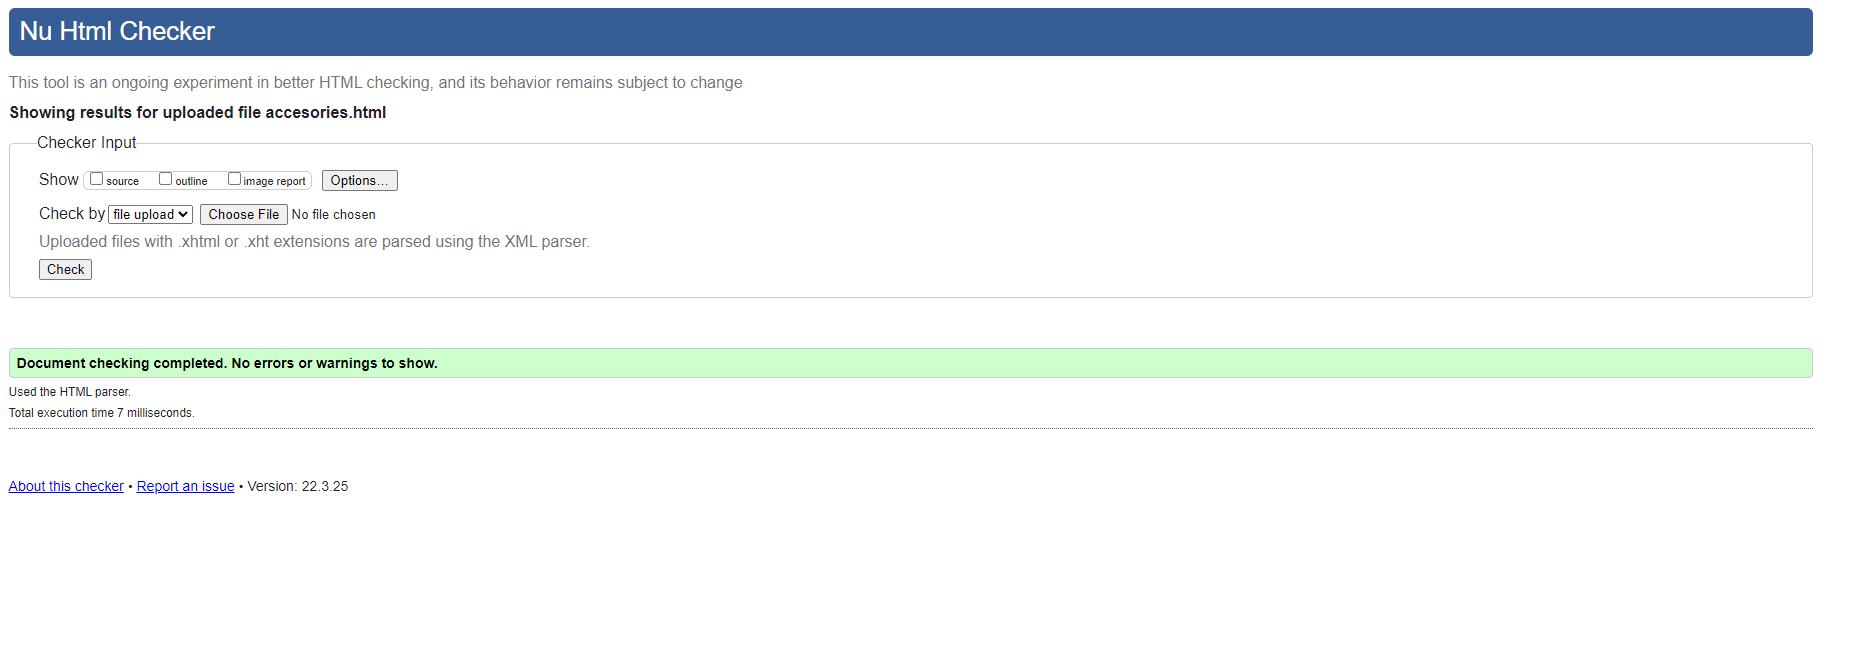 Nu Html Checker
This tool is an ongoing experiment in better HTML checking, and its behavior remains subject to change
Showing results for uploaded file accesories.html
Checker Input
Show source outline image report Options...
Check by file upload Choose File No file chosen
Uploaded files with .xhtml or .xht extensions are parsed using the XML parser.
Check
Document checking completed. No errors or warnings to show.
Used the HTML parser.
Total execution time 7 milliseconds.
About this checker • Report an issue • Version: 22.3.25